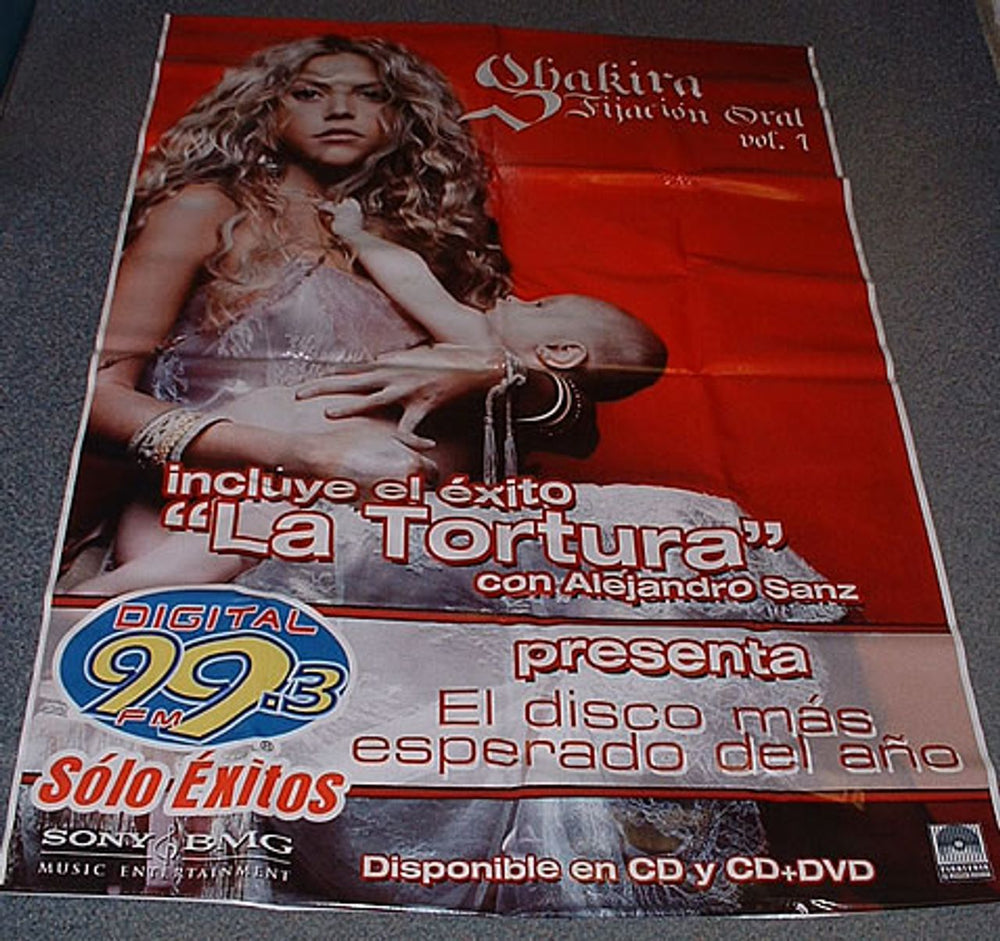 Shakira
Fijación Oral
vol. 1
incluye el éxito
"La Tortura"
con Alejandro Sanz
DIGITAL
99.3
FM
®
Sólo Éxitos
presenta
El disco más
esperado del año
SONY BMG
MUSIC ENTERTAINMENT
Disponible en CD y CD+DVD